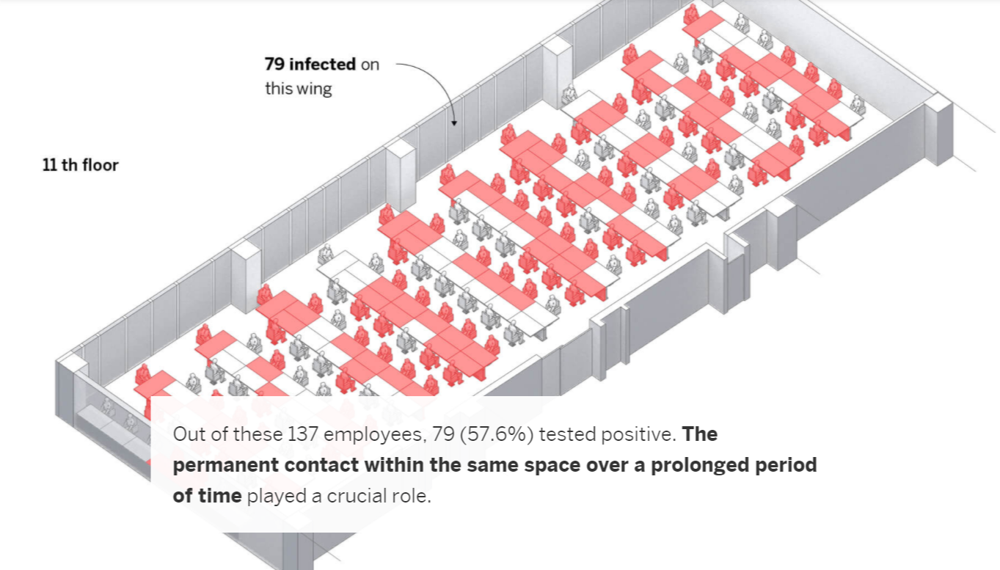 79 infected on
this wing
11 th floor
Out of these 137 employees, 79 (57.6%) tested positive. The
permanent contact within the same space over a prolonged period
of time played a crucial role.